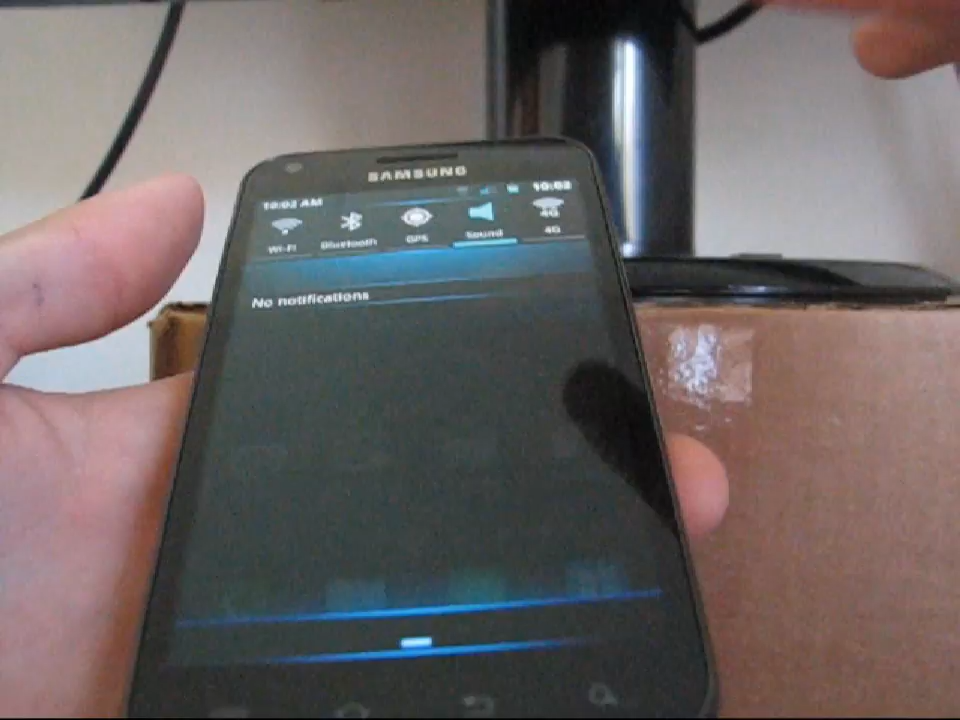 SAMSUNG
10:02 AM 10:02
Wi-Fi Bluetooth GPS Sound 4G 4G
No notifications